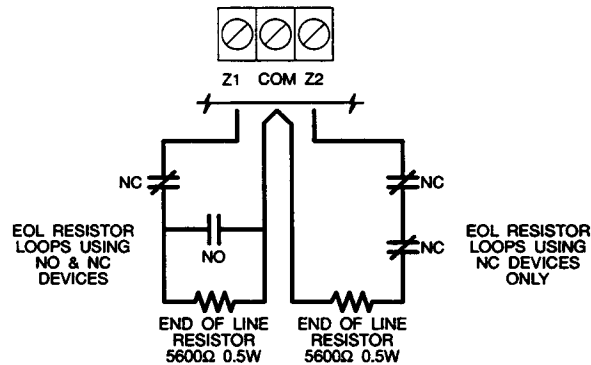 Z1 COM Z2
NC
NC
NO
NC
EOL RESISTOR
LOOPS USING
NO & NC
DEVICES
EOL RESISTOR
LOOPS USING
NC DEVICES
ONLY
END OF LINE
RESISTOR
5600Ω 0.5W
END OF LINE
RESISTOR
5600Ω 0.5W